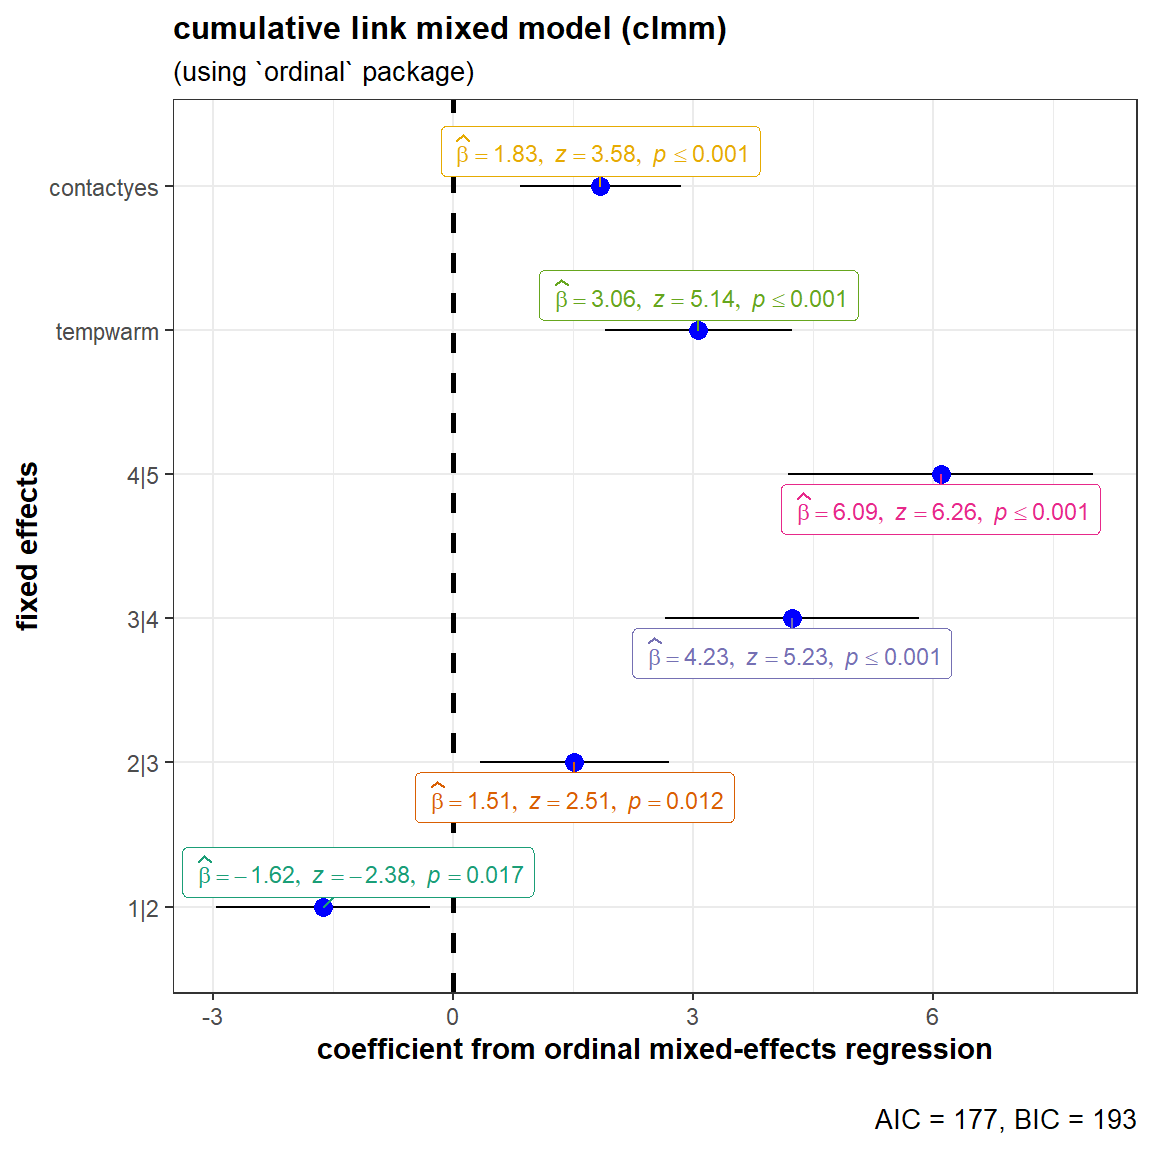 cumulative link mixed model (clmm)
(using `ordinal` package)
fixed effects
contactyes
β̂ = 1.83, z = 3.58, p ≤ 0.001
tempwarm
β̂ = 3.06, z = 5.14, p ≤ 0.001
4|5
β̂ = 6.09, z = 6.26, p ≤ 0.001
3|4
β̂ = 4.23, z = 5.23, p ≤ 0.001
2|3
β̂ = 1.51, z = 2.51, p = 0.012
1|2
β̂ = −1.62, z = −2.38, p = 0.017
-3 0 3 6
coefficient from ordinal mixed-effects regression
AIC = 177, BIC = 193